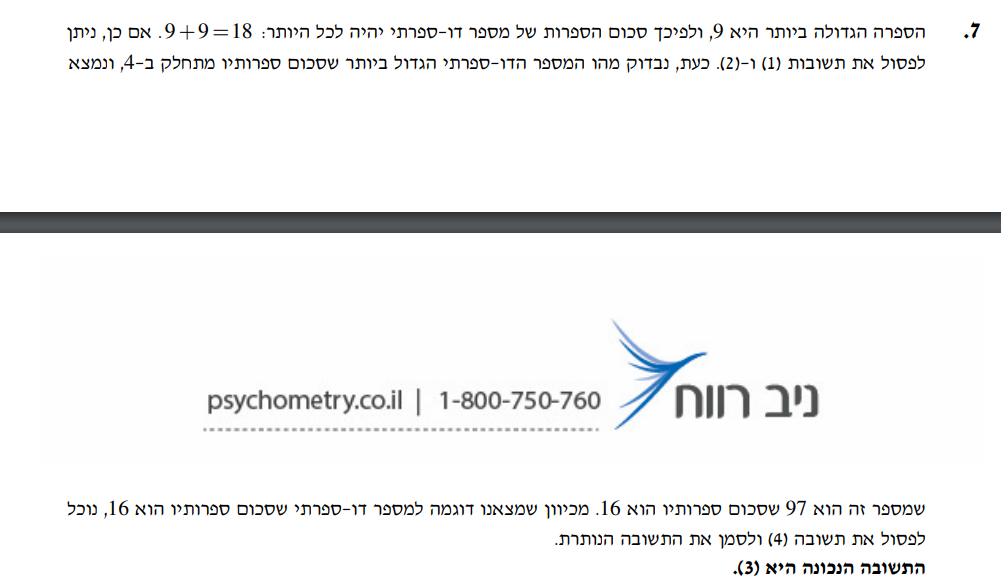 7. הספרה הגדולה ביותר היא 9, ולפיכך סכום הספרות של מספר דו-ספרתי יהיה לכל היותר: 9+9=18. אם כן, ניתן
לפסול את תשובות (1) ו-(2). כעת, נבדוק מהו המספר הדו-ספרתי הגדול ביותר שסכום ספרותיו מתחלק ב-4, ונמצא
ניב רווח
psychometry.co.il | 1-800-750-760
שמספר זה הוא 97 שסכום ספרותיו הוא 16. מכיוון שמצאנו דוגמה למספר דו-ספרתי שסכום ספרותיו הוא 16, נוכל
לפסול את תשובה (4) ולסמן את התשובה הנותרת.
התשובה הנכונה היא (3).